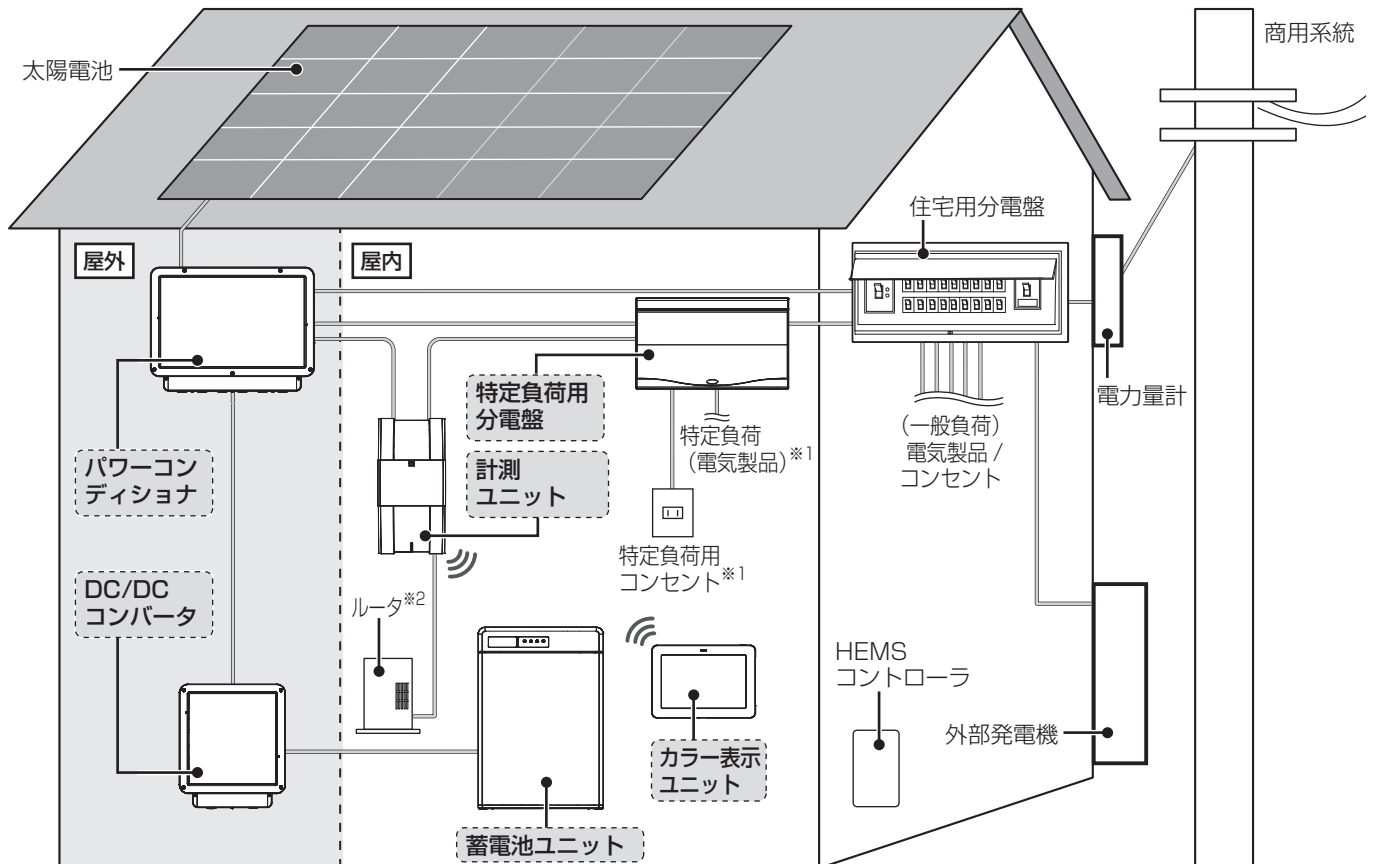 商用系統
太陽電池
住宅用分電盤
屋外
屋内
電力量計
特定負荷用
分電盤
特定負荷
(電気製品)※1
(一般負荷)
電気製品 /
コンセント
パワーコン
ディショナ
計測
ユニット
特定負荷用
コンセント※1
DC/DC
コンバータ
ルータ※2
HEMS
コントローラ
外部発電機
カラー表示
ユニット
蓄電池ユニット